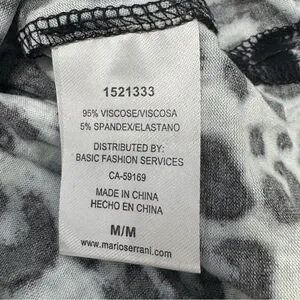 1521333
95% VISCOSE/VISCOSA
5% SPANDEX/ELASTANO
DISTRIBUTED BY:
BASIC FASHION SERVICES
CA-59169
MADE IN CHINA
HECHO EN CHINA
M/M
www.marioserrani.com